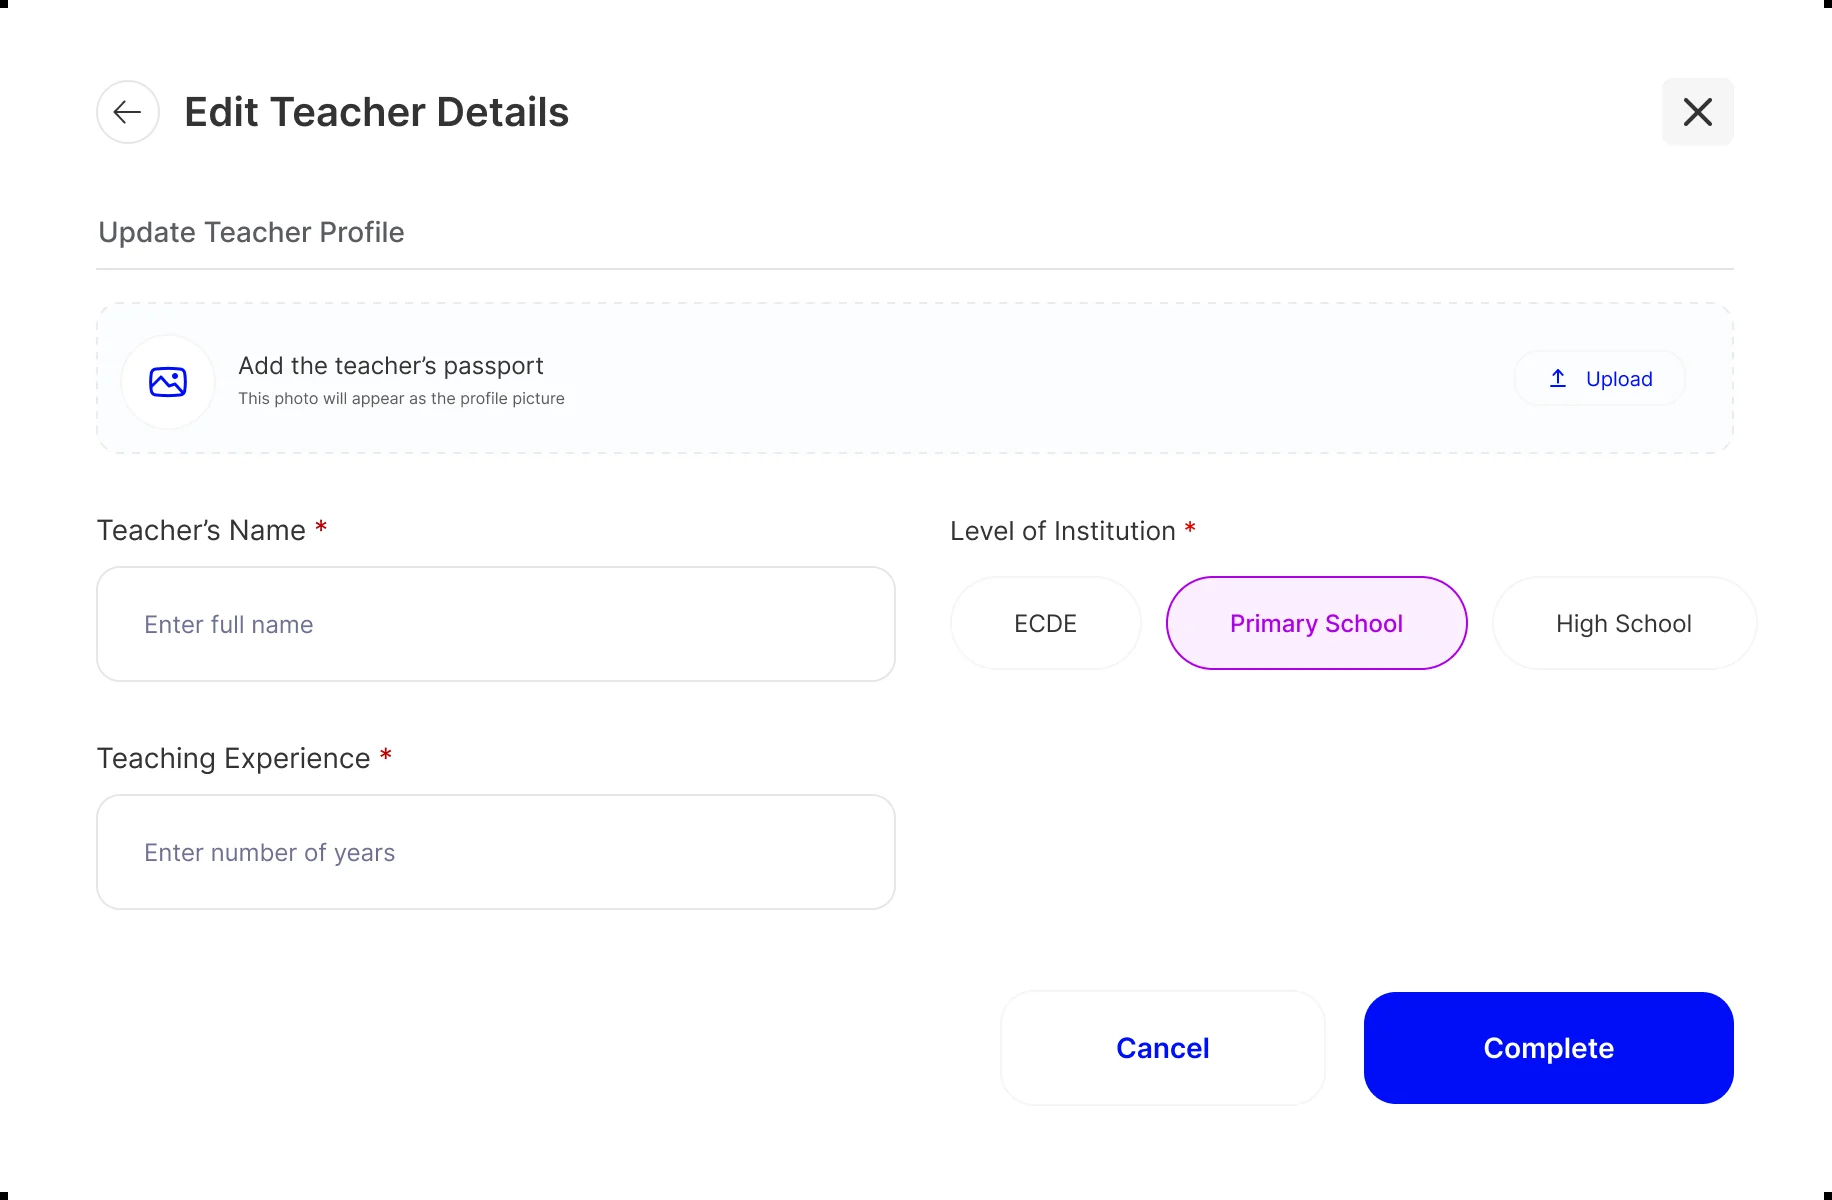 Edit Teacher Details
Update Teacher Profile
Add the teacher’s passport
This photo will appear as the profile picture
Upload
Teacher’s Name *
Enter full name
Level of Institution *
ECDE
Primary School
High School
Teaching Experience *
Enter number of years
Cancel
Complete